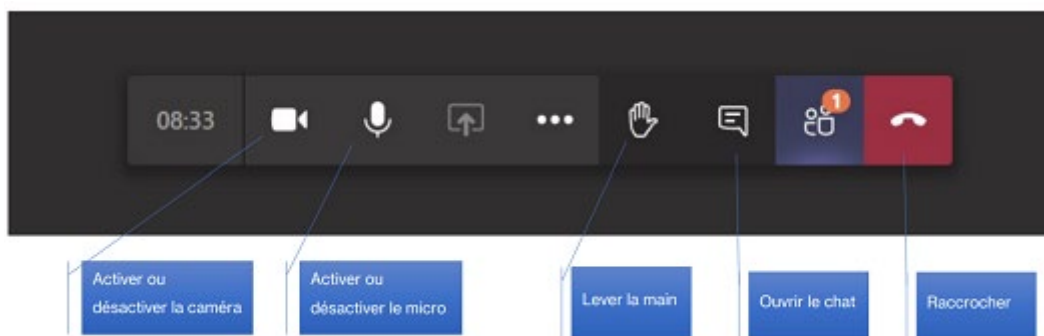 08:33
1
Activer ou
désactiver la caméra
Activer ou
désactiver le micro
Lever la main
Ouvrir le chat
Raccrocher